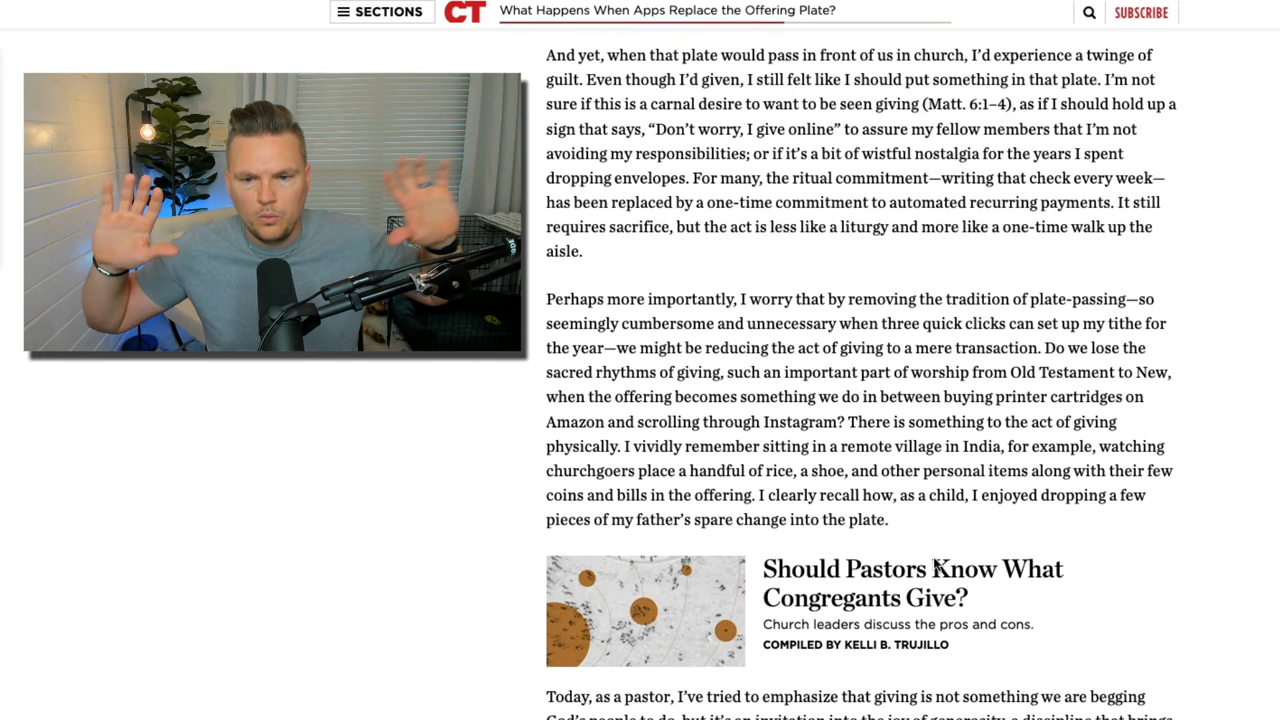 SECTIONS
CT
What Happens When Apps Replace the Offering Plate?
SUBSCRIBE
And yet, when that plate would pass in front of us in church, I’d experience a twinge of
guilt. Even though I’d given, I still felt like I should put something in that plate. I’m not
sure if this is a carnal desire to want to be seen giving (Matt. 6:1–4), as if I should hold up a
sign that says, “Don’t worry, I give online” to assure my fellow members that I’m not
avoiding my responsibilities; or if it’s a bit of wistful nostalgia for the years I spent
dropping envelopes. For many, the ritual commitment—writing that check every week—
has been replaced by a one-time commitment to automated recurring payments. It still
requires sacrifice, but the act is less like a liturgy and more like a one-time walk up the
aisle.
Perhaps more importantly, I worry that by removing the tradition of plate-passing—so
seemingly cumbersome and unnecessary when three quick clicks can set up my tithe for
the year—we might be reducing the act of giving to a mere transaction. Do we lose the
sacred rhythms of giving, such an important part of worship from Old Testament to New,
when the offering becomes something we do in between buying printer cartridges on
Amazon and scrolling through Instagram? There is something to the act of giving
physically. I vividly remember sitting in a remote village in India, for example, watching
churchgoers place a handful of rice, a shoe, and other personal items along with their few
coins and bills in the offering. I clearly recall how, as a child, I enjoyed dropping a few
pieces of my father’s spare change into the plate.
Should Pastors Know What
Congregants Give?
Church leaders discuss the pros and cons.
COMPILED BY KELLI B. TRUJILLO
Today, as a pastor, I’ve tried to emphasize that giving is not something we are begging
God’s people to do, but it’s an invitation into the joy of generosity, a discipline that brings